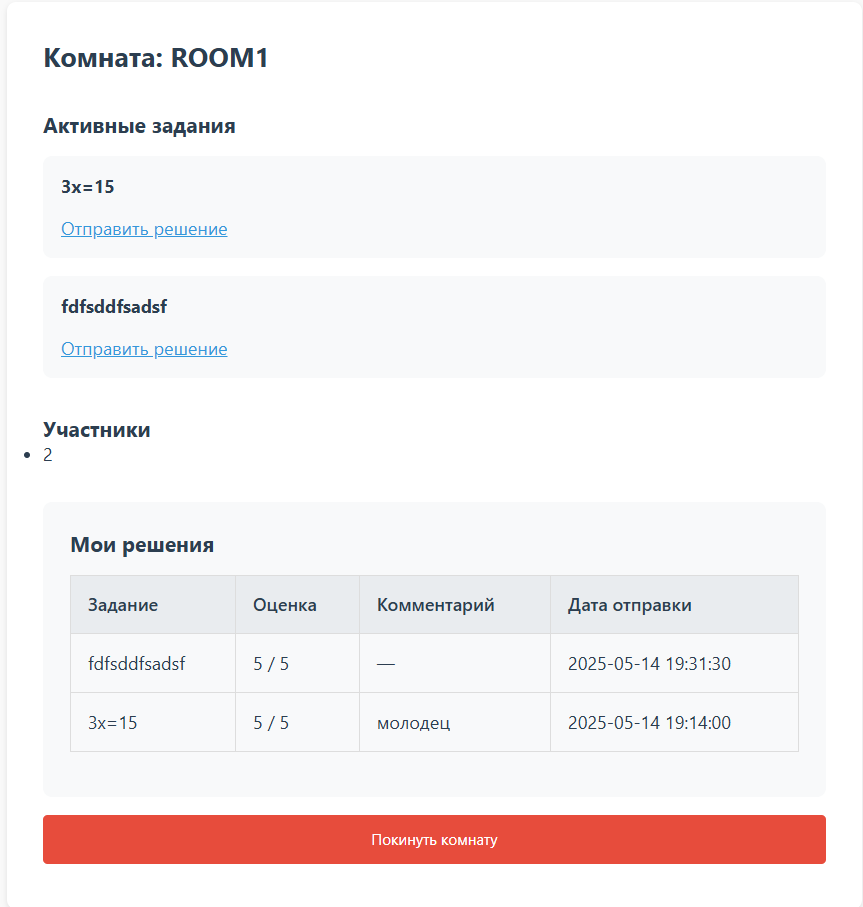 Комната: ROOM1
Активные задания
3x=15
Отправить решение
fdfsddfsadsf
Отправить решение
Участники
• 2
Мои решения
Задание Оценка Комментарий Дата отправки
fdfsddfsadsf 5 / 5 — 2025-05-14 19:31:30
3x=15 5 / 5 молодец 2025-05-14 19:14:00
Покинуть комнату